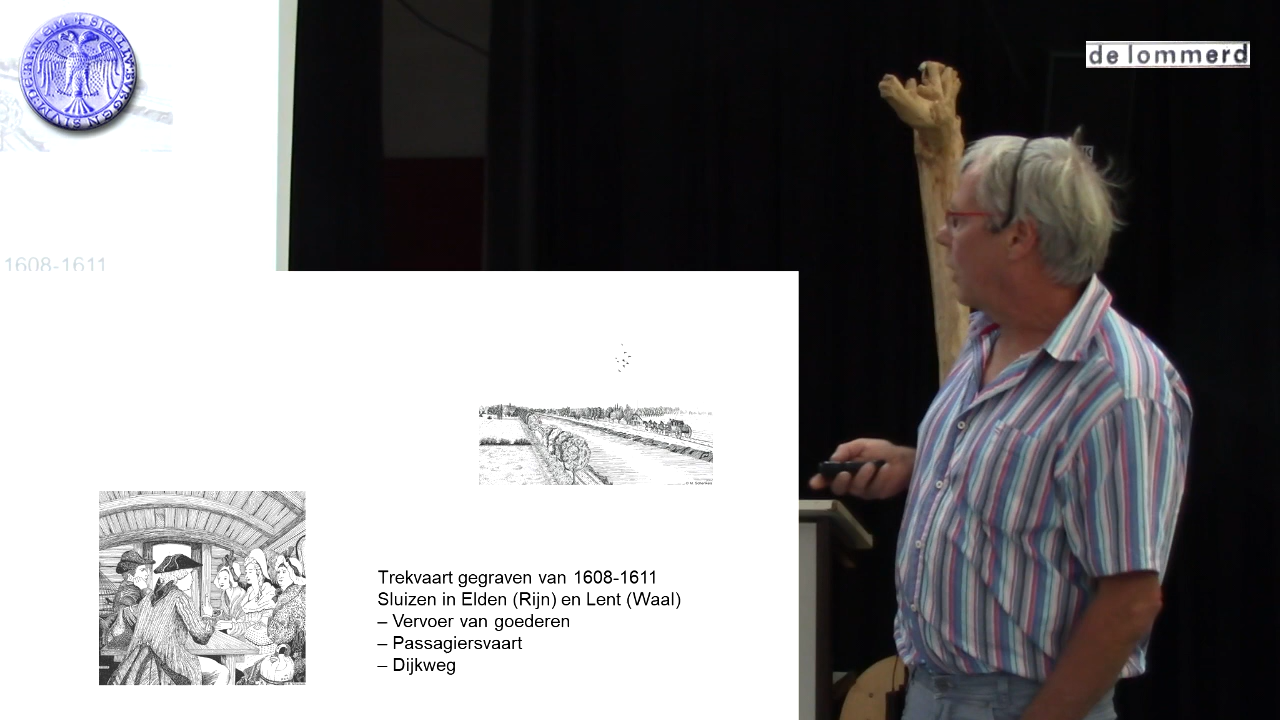 de lommerd
1608-1611
Trekvaart gegraven van 1608-1611
Sluizen in Elden (Rijn) en Lent (Waal)
– Vervoer van goederen
– Passagiersvaart
– Dijkweg